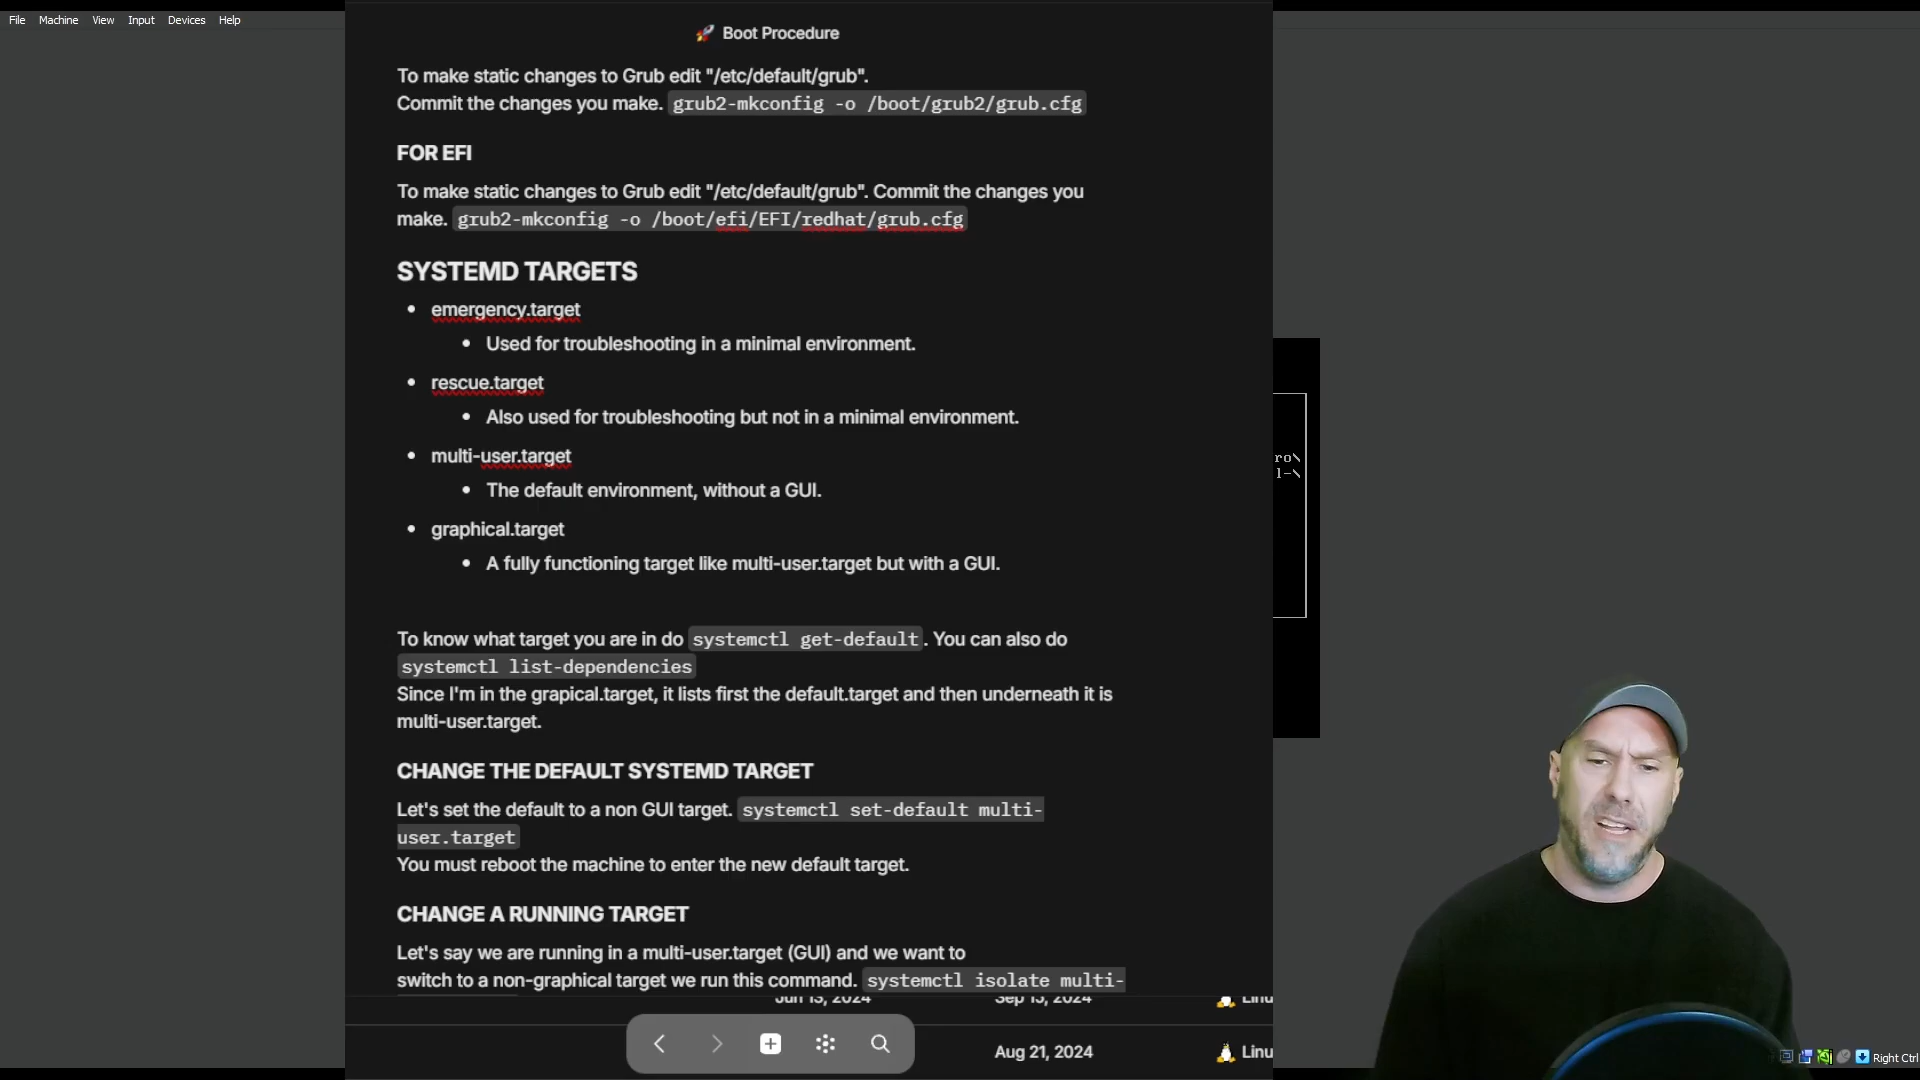 File Machine View Input Devices Help
🚀 Boot Procedure
To make static changes to Grub edit "/etc/default/grub".
Commit the changes you make. grub2-mkconfig -o /boot/grub2/grub.cfg
FOR EFI
To make static changes to Grub edit "/etc/default/grub". Commit the changes you
make. grub2-mkconfig -o /boot/efi/EFI/redhat/grub.cfg
SYSTEMD TARGETS
• emergency.target
• Used for troubleshooting in a minimal environment.
• rescue.target
• Also used for troubleshooting but not in a minimal environment.
• multi-user.target
• The default environment, without a GUI.
• graphical.target
• A fully functioning target like multi-user.target but with a GUI.
ro\
l-\
To know what target you are in do systemctl get-default. You can also do
systemctl list-dependencies
Since I'm in the grapical.target, it lists first the default.target and then underneath it is
multi-user.target.
CHANGE THE DEFAULT SYSTEMD TARGET
Let's set the default to a non GUI target. systemctl set-default multi-
user.target
You must reboot the machine to enter the new default target.
CHANGE A RUNNING TARGET
Let's say we are running in a multi-user.target (GUI) and we want to
switch to a non-graphical target we run this command. systemctl isolate multi-
Jun 13, 2024 Sep 15, 2024 Linu
Aug 21, 2024 Linu
Right Ctrl